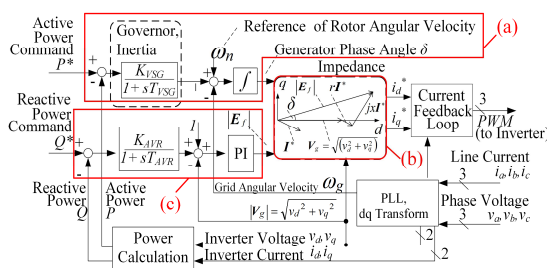 Active
Power
Command
P*
Governor,
Inertia
K_VSG
1+sT_VSG
ω_n
Reference of Rotor Angular Velocity
Generator Phase Angle δ
(a)
∫
Impedance
q
|E_f|
rI*
jxI*
δ
d
I*
V_g = √(v_d²+v_q²)
(b)
i_d*
i_q*
Current
Feedback
Loop
3
PWM
(to Inverter)
Reactive
Power
Command
Q*
K_AVR
1+sT_AVR
1
PI
|E_f|
(c)
Line Current
i_a, i_b, i_c
3
Phase Voltage
v_a, v_b, v_c
3
Grid Angular Velocity ω_g
PLL,
dq Transform
|V_g| = √(v_d² + v_q²)
Reactive
Power
Q
Active
Power
P
Power
Calculation
Inverter Voltage v_d, v_q
Inverter Current i_d, i_q
2
2